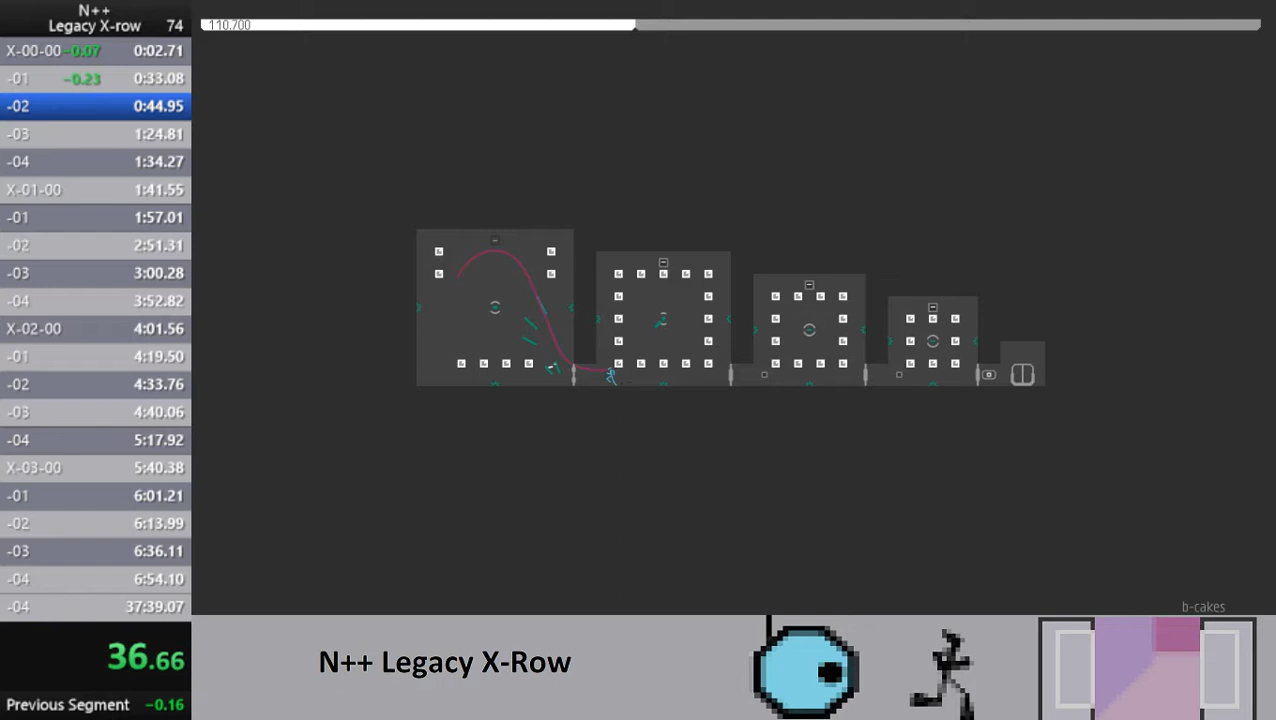 N++
Legacy X-row 74
X-00-00 -0.07 0:02.71
-01 -0.23 0:33.08
-02 0:44.95
-03 1:24.81
-04 1:34.27
X-01-00 1:41.55
-01 1:57.01
-02 2:51.31
-03 3:00.28
-04 3:52.82
X-02-00 4:01.56
-01 4:19.50
-02 4:33.76
-03 4:40.06
-04 5:17.92
X-03-00 5:40.38
-01 6:01.21
-02 6:13.99
-03 6:36.11
-04 6:54.10
-04 37:39.07
36.66
Previous Segment -0.16
110.700
b-cakes
N++ Legacy X-Row